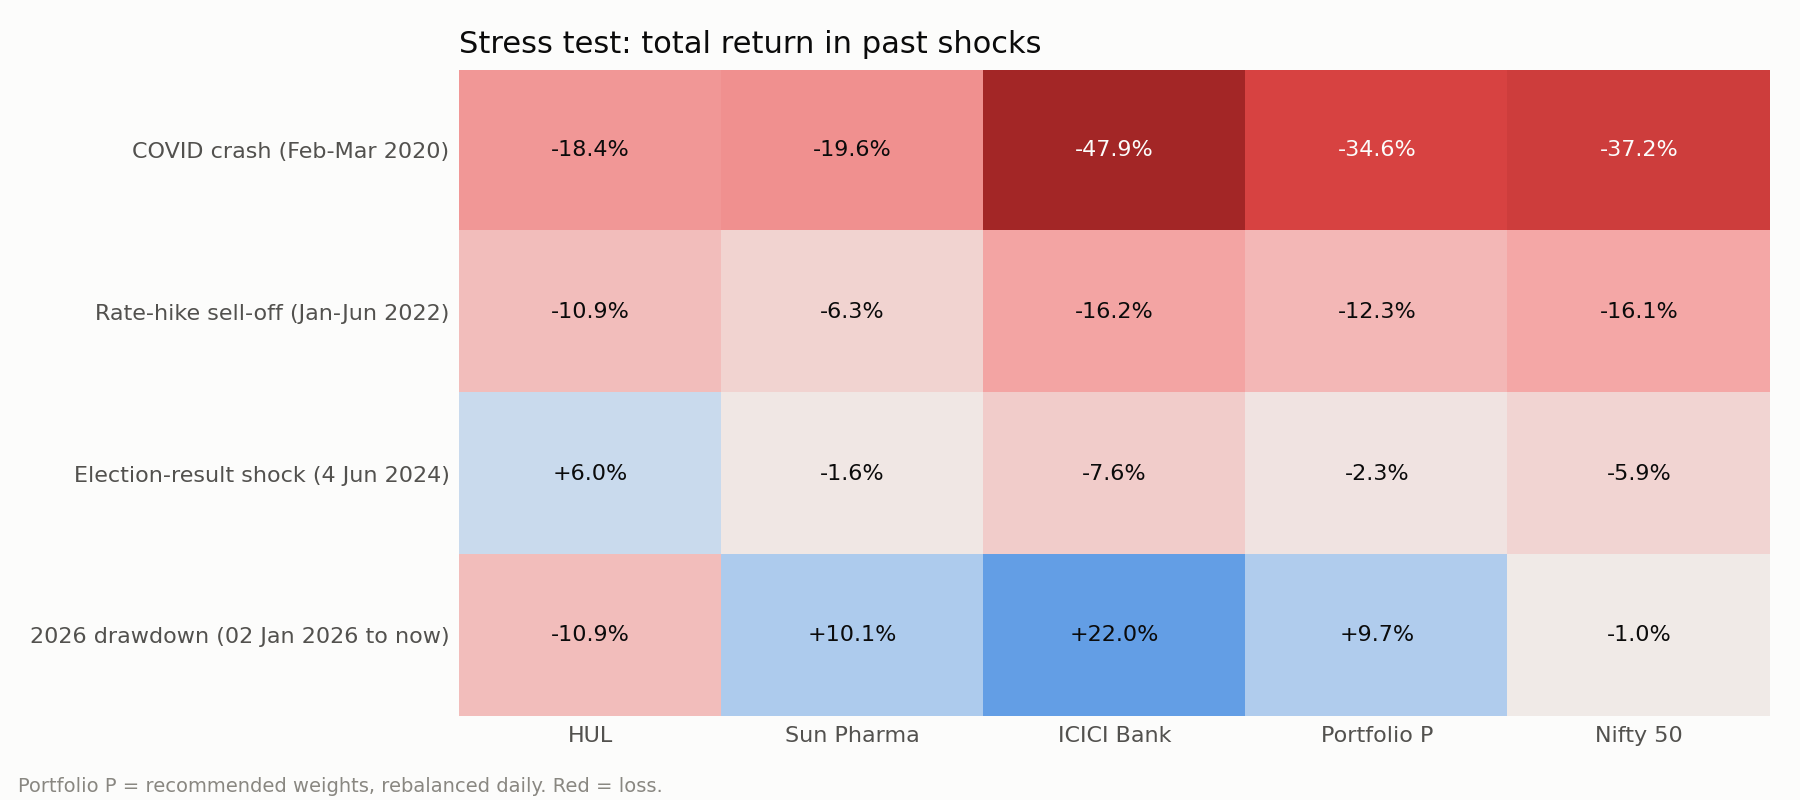 Stress test: total return in past shocks
COVID crash (Feb-Mar 2020) -18.4% -19.6% -47.9% -34.6% -37.2%
Rate-hike sell-off (Jan-Jun 2022) -10.9% -6.3% -16.2% -12.3% -16.1%
Election-result shock (4 Jun 2024) +6.0% -1.6% -7.6% -2.3% -5.9%
2026 drawdown (02 Jan 2026 to now) -10.9% +10.1% +22.0% +9.7% -1.0%
HUL Sun Pharma ICICI Bank Portfolio P Nifty 50
Portfolio P = recommended weights, rebalanced daily. Red = loss.